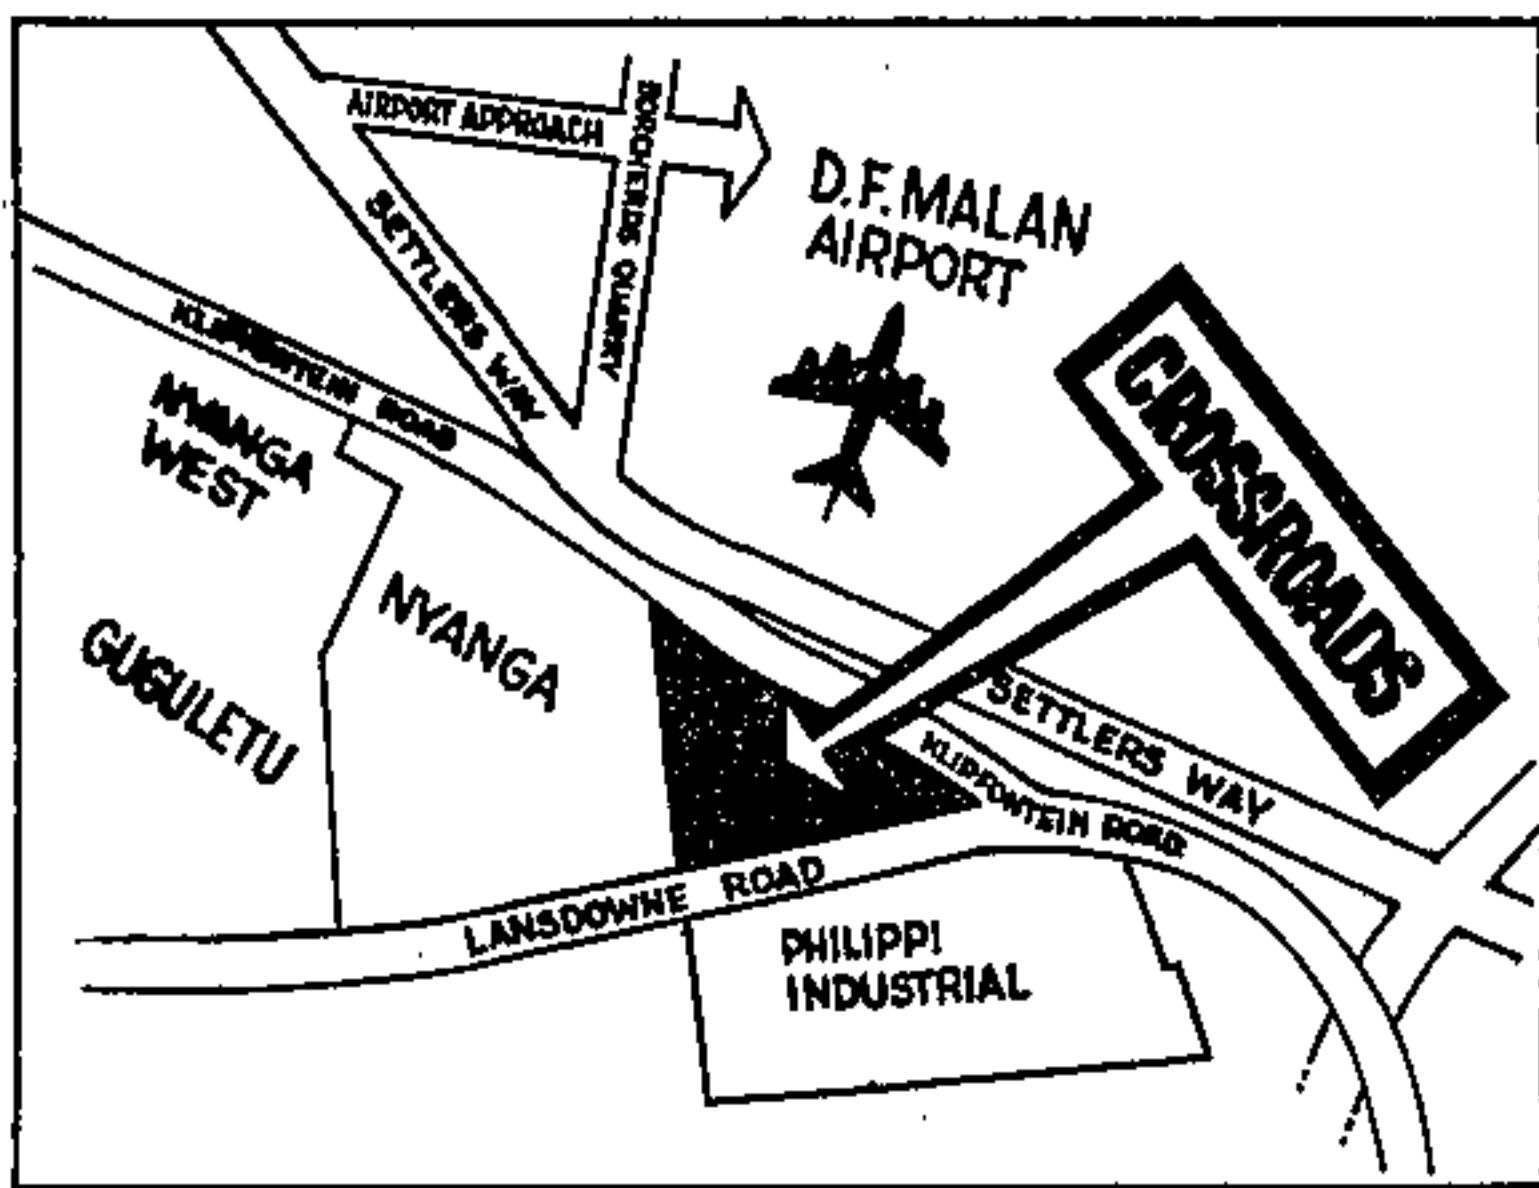 AIRPORT APPROACH
BORCHERDS QUARRY
D.F. MALAN
AIRPORT
SETTLERS WAY
KLIPFONTEIN ROAD
NYANGA
WEST
CROSSROADS
NYANGA
GUGULETU
SETTLERS WAY
KLIPFONTEIN ROAD
LANSDOWNE ROAD
PHILIPPI
INDUSTRIAL